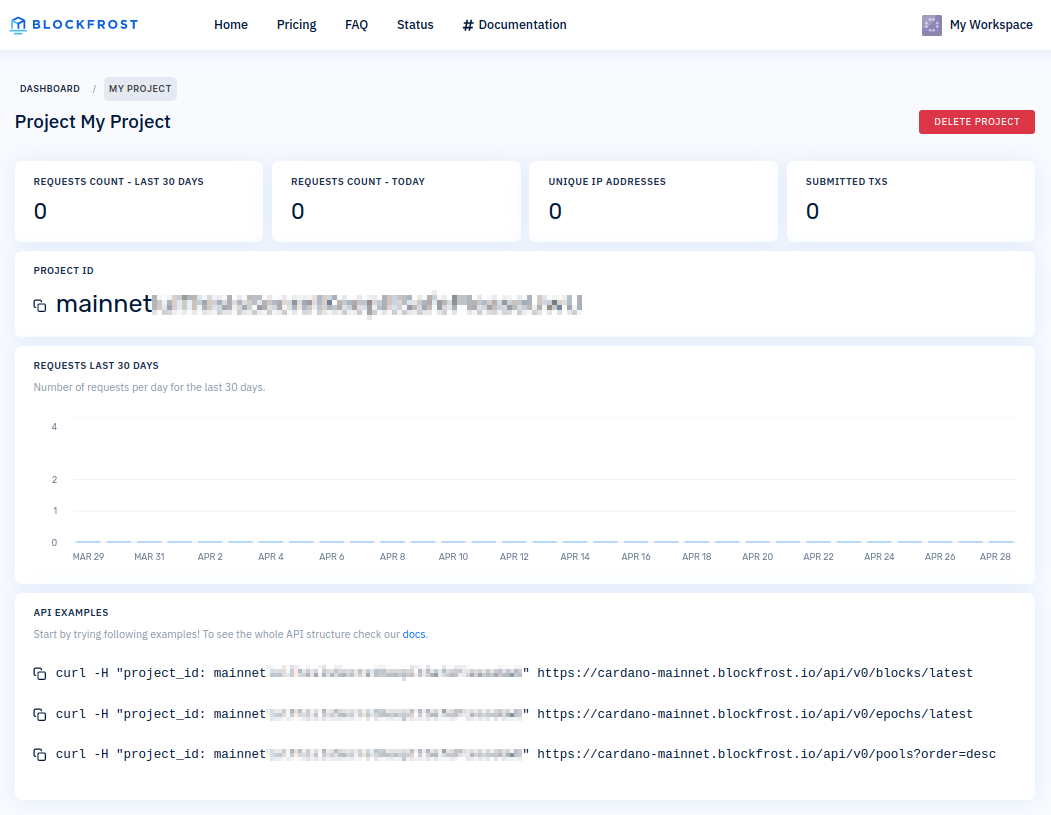 BLOCKFROST Home Pricing FAQ Status # Documentation My Workspace
DASHBOARD / MY PROJECT
Project My Project DELETE PROJECT
REQUESTS COUNT - LAST 30 DAYS REQUESTS COUNT - TODAY UNIQUE IP ADDRESSES SUBMITTED TXS
0 0 0 0
PROJECT ID
mainnet
REQUESTS LAST 30 DAYS
Number of requests per day for the last 30 days.
4
2
1
0
MAR 29 MAR 31 APR 2 APR 4 APR 6 APR 8 APR 10 APR 12 APR 14 APR 16 APR 18 APR 20 APR 22 APR 24 APR 26 APR 28
API EXAMPLES
Start by trying following examples! To see the whole API structure check our docs.
curl -H "project_id: mainnet" https://cardano-mainnet.blockfrost.io/api/v0/blocks/latest
curl -H "project_id: mainnet" https://cardano-mainnet.blockfrost.io/api/v0/epochs/latest
curl -H "project_id: mainnet" https://cardano-mainnet.blockfrost.io/api/v0/pools?order=desc